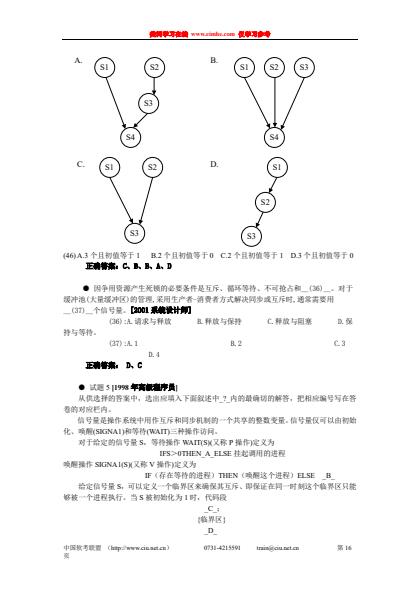 希赛学习在线 www.cimhe.com 仅学习参考
A. B.
S1 S2 S1 S2 S3
S3
S4 S4
C. D.
S1 S2 S1
S2
S3 S3
(46) A.3 个且初值等于 1 B.2 个且初值等于 0 C.2 个且初值等于 1 D.3 个且初值等于 0
正确答案：C、B、B、A、D
● 因争用资源产生死锁的必要条件是互斥、循环等待、不可抢占和__(36)__。对于
缓冲池(大量缓冲区)的管理,采用生产者-消费者方式解决同步或互斥时,通常需要用
__(37)__个信号量。[2001 系统设计师]
(36):A.请求与释放 B.释放与保持 C.释放与阻塞 D.保
持与等待。
(37):A.1 B.2 C.3
D.4
正确答案： D、C
● 试题 5 [1998 年高级程序员]
从供选择的答案中，选出应填入下面叙述中_?_内的最确切的解答，把相应编号写在答
卷的对应栏内。
信号量是操作系统中用作互斥和同步机制的一个共享的整数变量。信号量仅可以由初始
化、唤醒(SIGNA1)和等待(WAIT)三种操作访问。
对于给定的信号量 S，等待操作 WAIT(S)(又称 P 操作)定义为
IFS＞0THEN_A_ELSE 挂起调用的进程
唤醒操作 SIGNA1(S)(又称 V 操作)定义为
IF（存在等待的进程）THEN（唤醒这个进程）ELSE _B_
给定信号量 S，可以定义一个临界区来确保其互斥、即保证在同一时刻这个临界区只能
够被一个进程执行。当 S 被初始化为 1 时，代码段
_C_；
{临界区}
_D_
中国软考联盟 （http://www.ciu.net.cn） 0731-4215591 train@ciu.net.cn 第 16
页